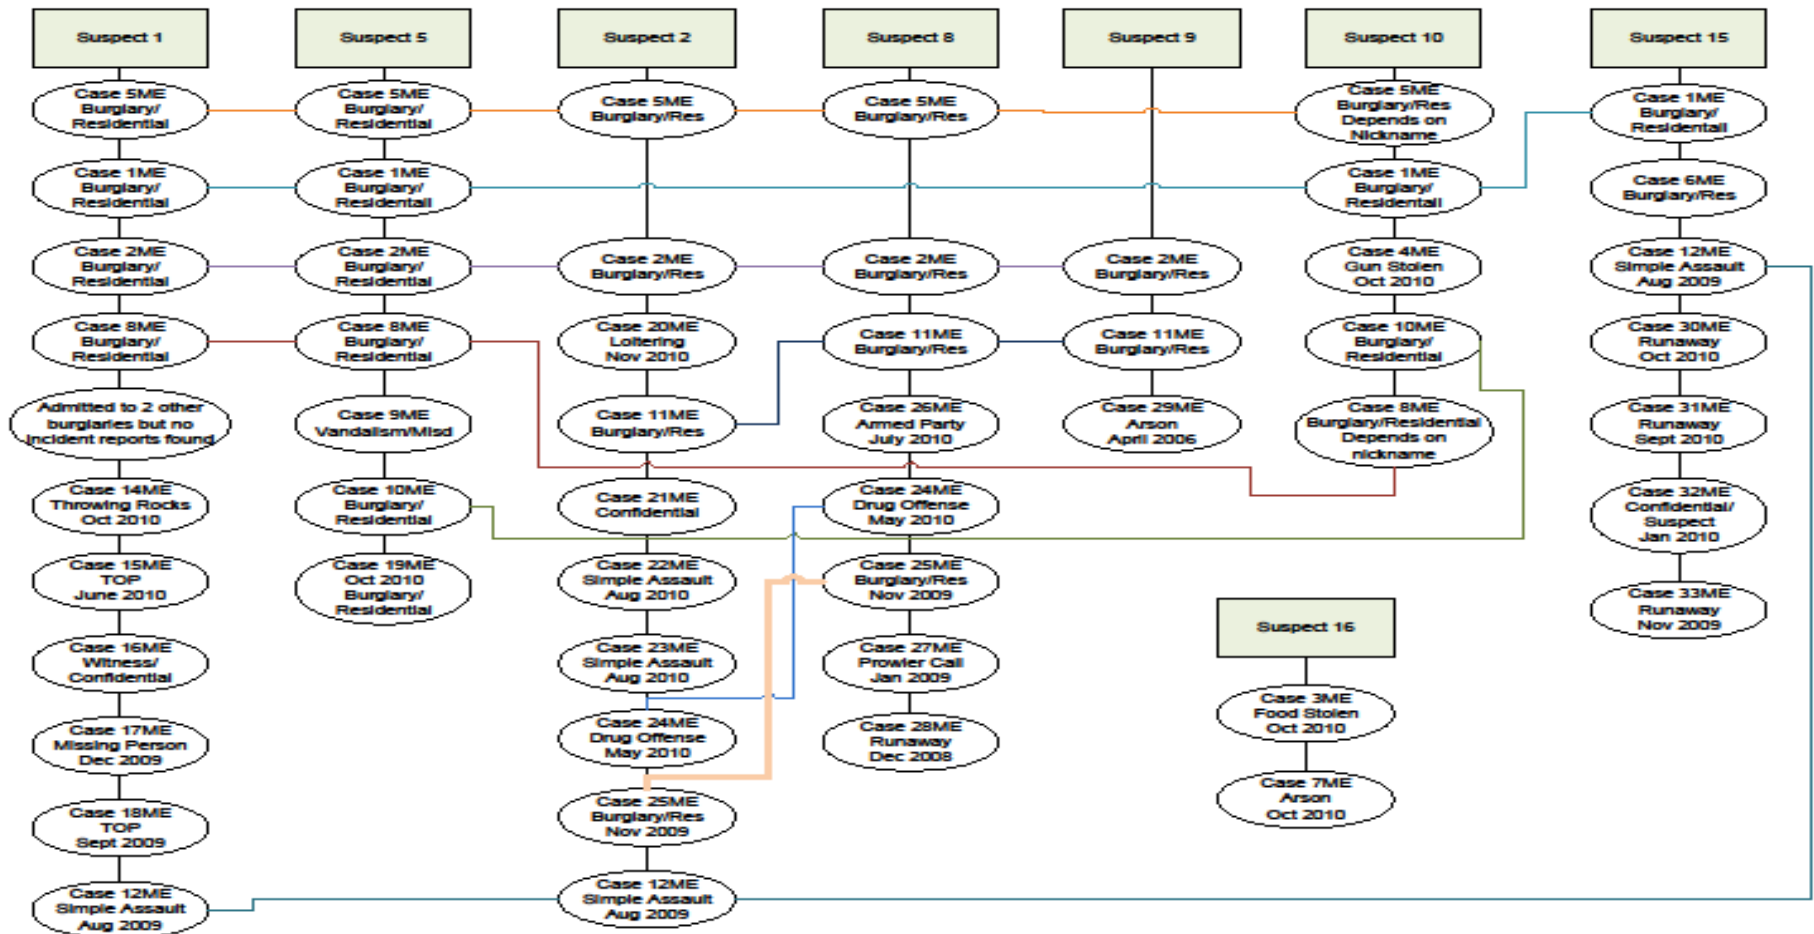 Suspect 1
Suspect 5
Suspect 2
Suspect 8
Suspect 9
Suspect 10
Suspect 15
Case 5ME
Burglary/
Residential
Case 1ME
Burglary/
Residential
Case 2ME
Burglary/
Residential
Case 8ME
Burglary/
Residential
Admitted to 2 other
burglaries but no
incident reports found
Case 14ME
Throwing Rocks
Oct 2010
Case 15ME
TOP
June 2010
Case 16ME
Witness/
Confidential
Case 17ME
Missing Person
Dec 2009
Case 18ME
TOP
Sept 2009
Case 12ME
Simple Assault
Aug 2009
Case 5ME
Burglary/
Residential
Case 1ME
Burglary/
Residentail
Case 2ME
Burglary/
Residential
Case 8ME
Burglary/
Residential
Case 9ME
Vandalism/Misd
Case 10ME
Burglary/
Residential
Case 19ME
Oct 2010
Burglary/
Residential
Case 5ME
Burglary/Res
Case 2ME
Burglary/Res
Case 20ME
Loitering
Nov 2010
Case 11ME
Burglary/Res
Case 21ME
Confidential
Case 22ME
Simple Assault
Aug 2010
Case 23ME
Simple Assault
Aug 2010
Case 24ME
Drug Offense
May 2010
Case 25ME
Burglary/Res
Nov 2009
Case 12ME
Simple Assault
Aug 2009
Case 5ME
Burglary/Res
Case 2ME
Burglary/Res
Case 11ME
Burglary/Res
Case 26ME
Armed Party
July 2010
Case 24ME
Drug Offense
May 2010
Case 25ME
Burglary/Res
Nov 2009
Case 27ME
Prowler Call
Jan 2009
Case 28ME
Runaway
Dec 2008
Case 2ME
Burglary/Res
Case 11ME
Burglary/Res
Case 29ME
Arson
April 2006
Case 5ME
Burglary/Res
Depends on
Nickname
Case 1ME
Burglary/
Residentail
Case 4ME
Gun Stolen
Oct 2010
Case 10ME
Burglary/
Residential
Case 8ME
Burglary/Residential
Depends on
nickname
Case 1ME
Burglary/
Residentail
Case 6ME
Burglary/Res
Case 12ME
Simple Assault
Aug 2009
Case 30ME
Runaway
Oct 2010
Case 31ME
Runaway
Sept 2010
Case 32ME
Confidential/
Suspect
Jan 2010
Case 33ME
Runaway
Nov 2009
Suspect 16
Case 3ME
Food Stolen
Oct 2010
Case 7ME
Arson
Oct 2010